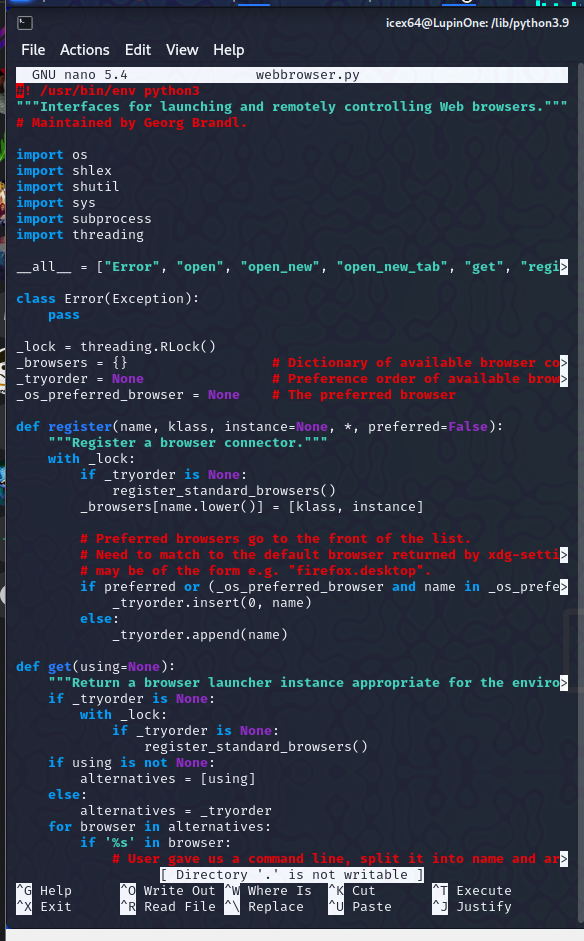 icex64@LupinOne: /lib/python3.9
File Actions Edit View Help
GNU nano 5.4 webbrowser.py
#! /usr/bin/env python3
"""Interfaces for launching and remotely controlling Web browsers."""
# Maintained by Georg Brandl.
import os
import shlex
import shutil
import sys
import subprocess
import threading
__all__ = ["Error", "open", "open_new", "open_new_tab", "get", "regi>
class Error(Exception):
    pass
_lock = threading.RLock()
_browsers = {}                  # Dictionary of available browser co>
_tryorder = None                # Preference order of available brow>
_os_preferred_browser = None    # The preferred browser
def register(name, klass, instance=None, *, preferred=False):
    """Register a browser connector."""
    with _lock:
        if _tryorder is None:
            register_standard_browsers()
        _browsers[name.lower()] = [klass, instance]
        # Preferred browsers go to the front of the list.
        # Need to match to the default browser returned by xdg-setti>
        # may be of the form e.g. "firefox.desktop".
        if preferred or (_os_preferred_browser and name in _os_prefe>
            _tryorder.insert(0, name)
        else:
            _tryorder.append(name)
def get(using=None):
    """Return a browser launcher instance appropriate for the enviro>
    if _tryorder is None:
        with _lock:
            if _tryorder is None:
                register_standard_browsers()
    if using is not None:
        alternatives = [using]
    else:
        alternatives = _tryorder
    for browser in alternatives:
        if '%s' in browser:
            # User gave us a command line, split it into name and ar>
[ Directory '.' is not writable ]
^G Help ^O Write Out ^W Where Is ^K Cut ^T Execute
^X Exit ^R Read File ^\ Replace ^U Paste ^J Justify